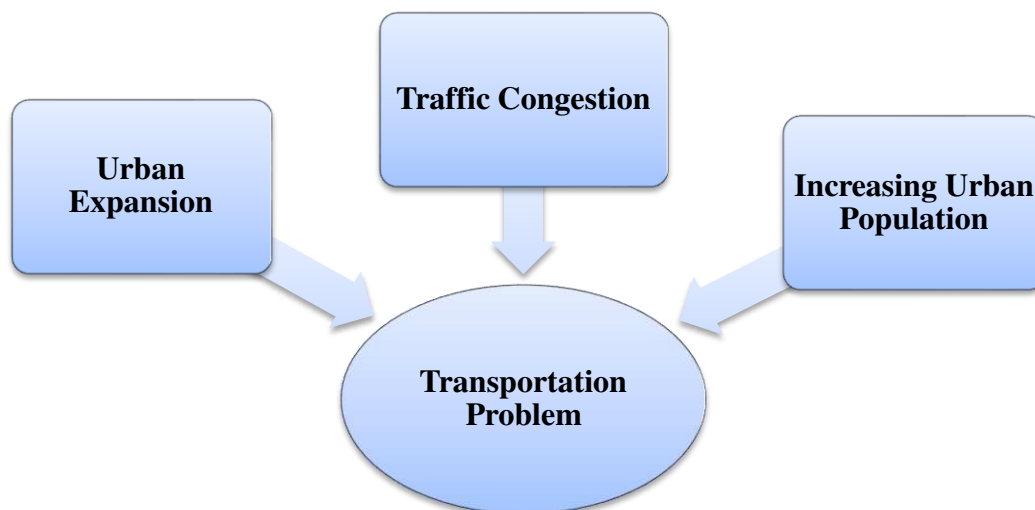 Traffic Congestion
Urban
Expansion
Increasing Urban
Population
Transportation
Problem